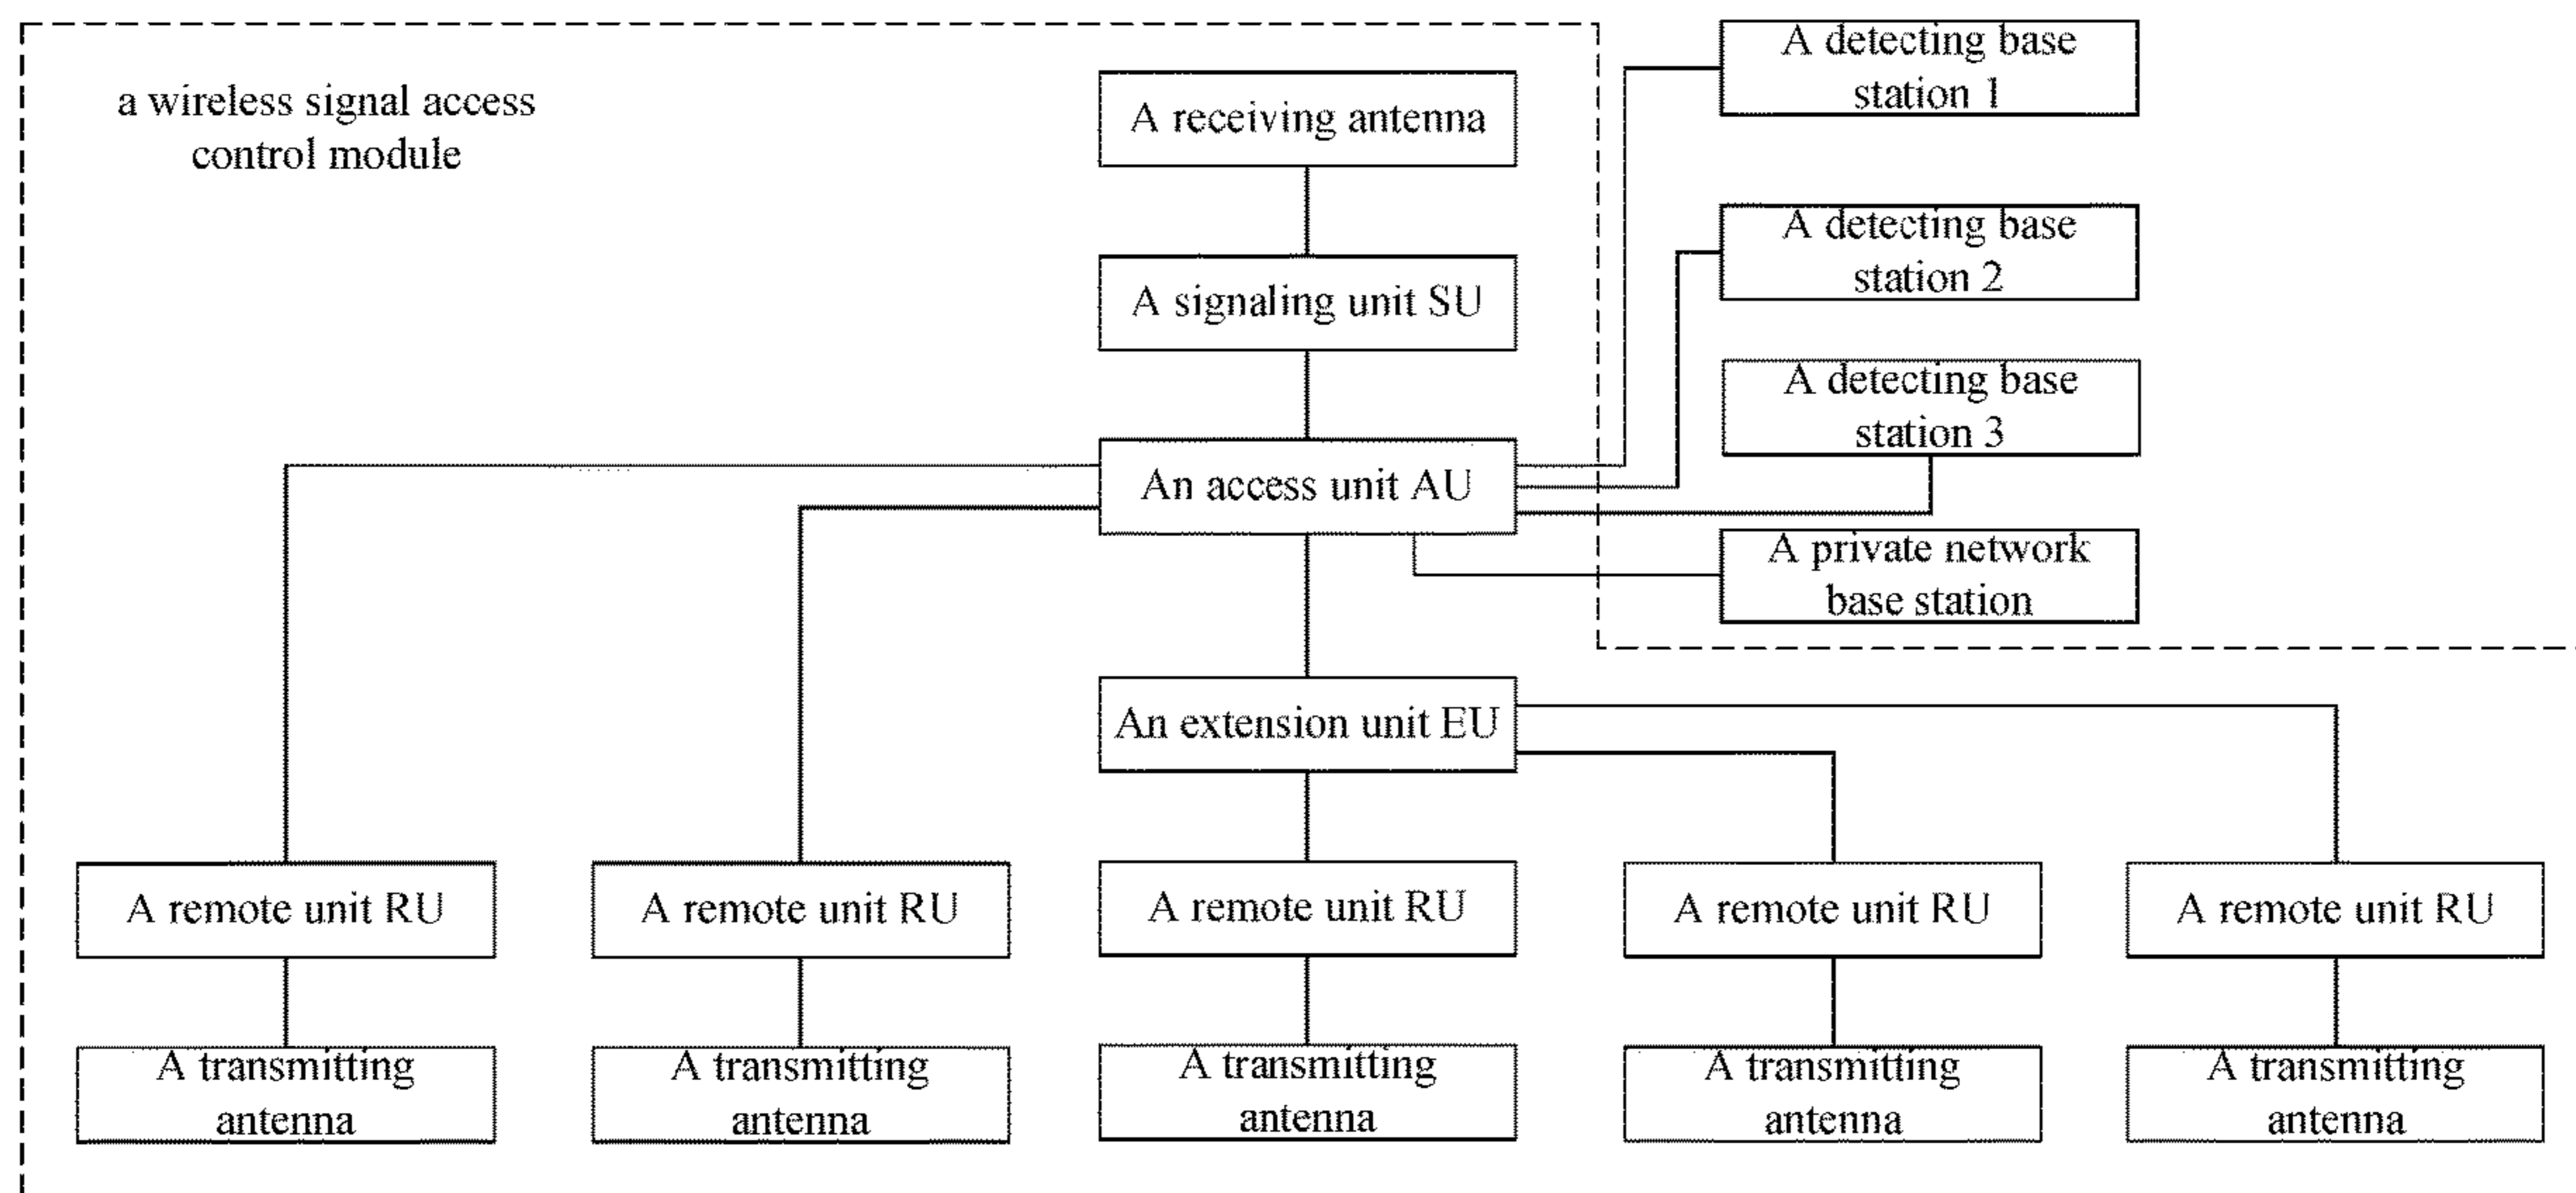 a wireless signal access
control module
A receiving antenna
A signaling unit SU
An access unit AU
A detecting base
station 1
A detecting base
station 2
A detecting base
station 3
A private network
base station
An extension unit EU
A remote unit RU
A remote unit RU
A remote unit RU
A remote unit RU
A remote unit RU
A transmitting
antenna
A transmitting
antenna
A transmitting
antenna
A transmitting
antenna
A transmitting
antenna